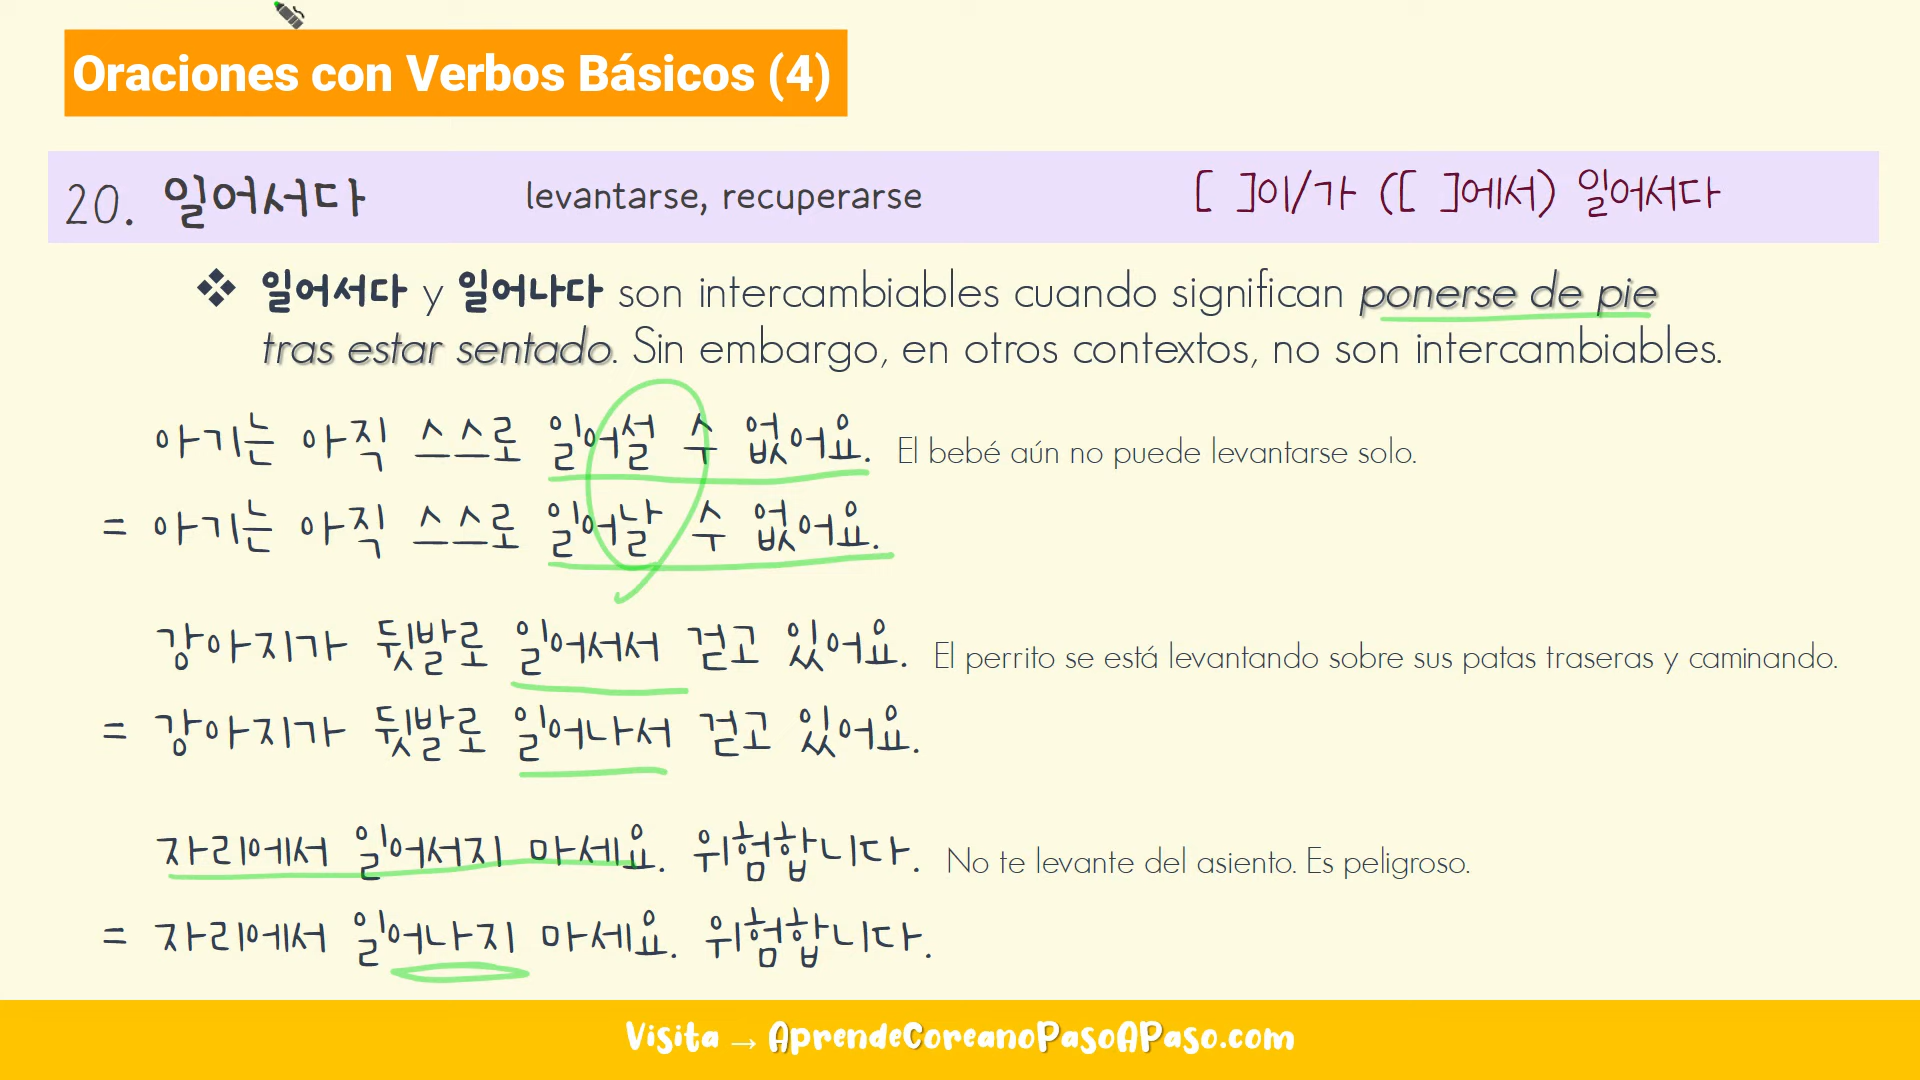 Oraciones con Verbos Básicos (4)
20. 일어서다 levantarse, recuperarse [ ]이/가 ([ ]에서) 일어서다
❖ 일어서다 y 일어나다 son intercambiables cuando significan ponerse de pie
tras estar sentado. Sin embargo, en otros contextos, no son intercambiables.
아기는 아직 스스로 일어설 수 없어요. El bebé aún no puede levantarse solo.
= 아기는 아직 스스로 일어날 수 없어요.
강아지가 뒷발로 일어서서 걷고 있어요. El perrito se está levantando sobre sus patas traseras y caminando.
= 강아지가 뒷발로 일어나서 걷고 있어요.
자리에서 일어서지 마세요. 위험합니다. No te levante del asiento. Es peligroso.
= 자리에서 일어나지 마세요. 위험합니다.
Visita → AprendeCoreanoPasoAPaso.com